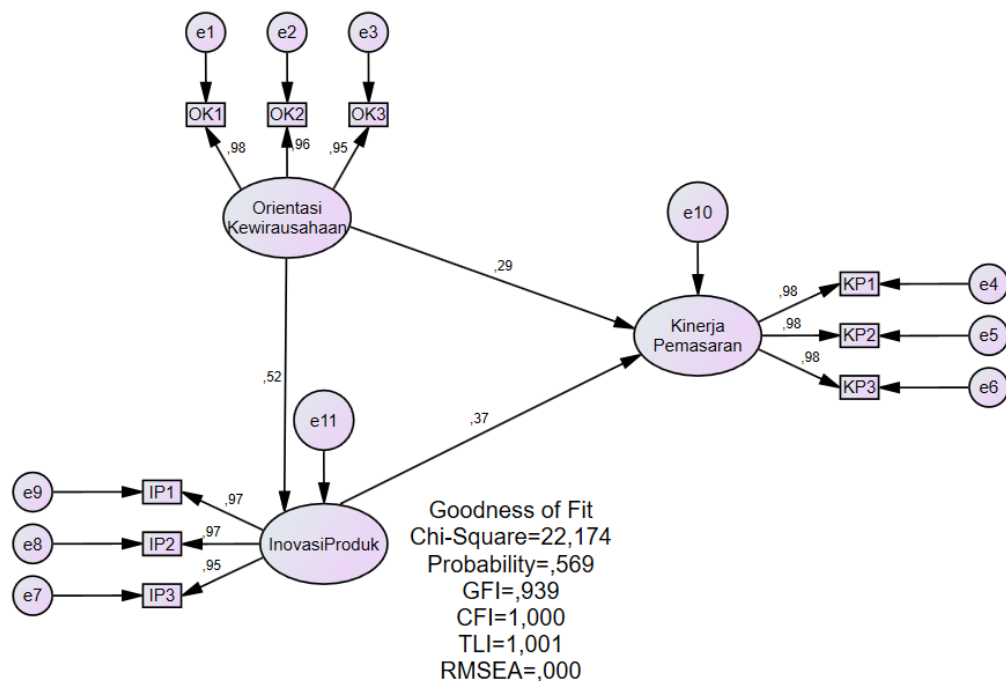 e1
e2
e3
OK1
OK2
OK3
,98
,96
,95
Orientasi
Kewirausahaan
e10
,29
,98
KP1
e4
Kinerja
Pemasaran
,98
KP2
e5
,98
KP3
e6
,52
e11
,37
e9
IP1
,97
e8
IP2
,97
InovasiProduk
e7
IP3
,95
Goodness of Fit
Chi-Square=22,174
Probability=,569
GFI=,939
CFI=1,000
TLI=1,001
RMSEA=,000